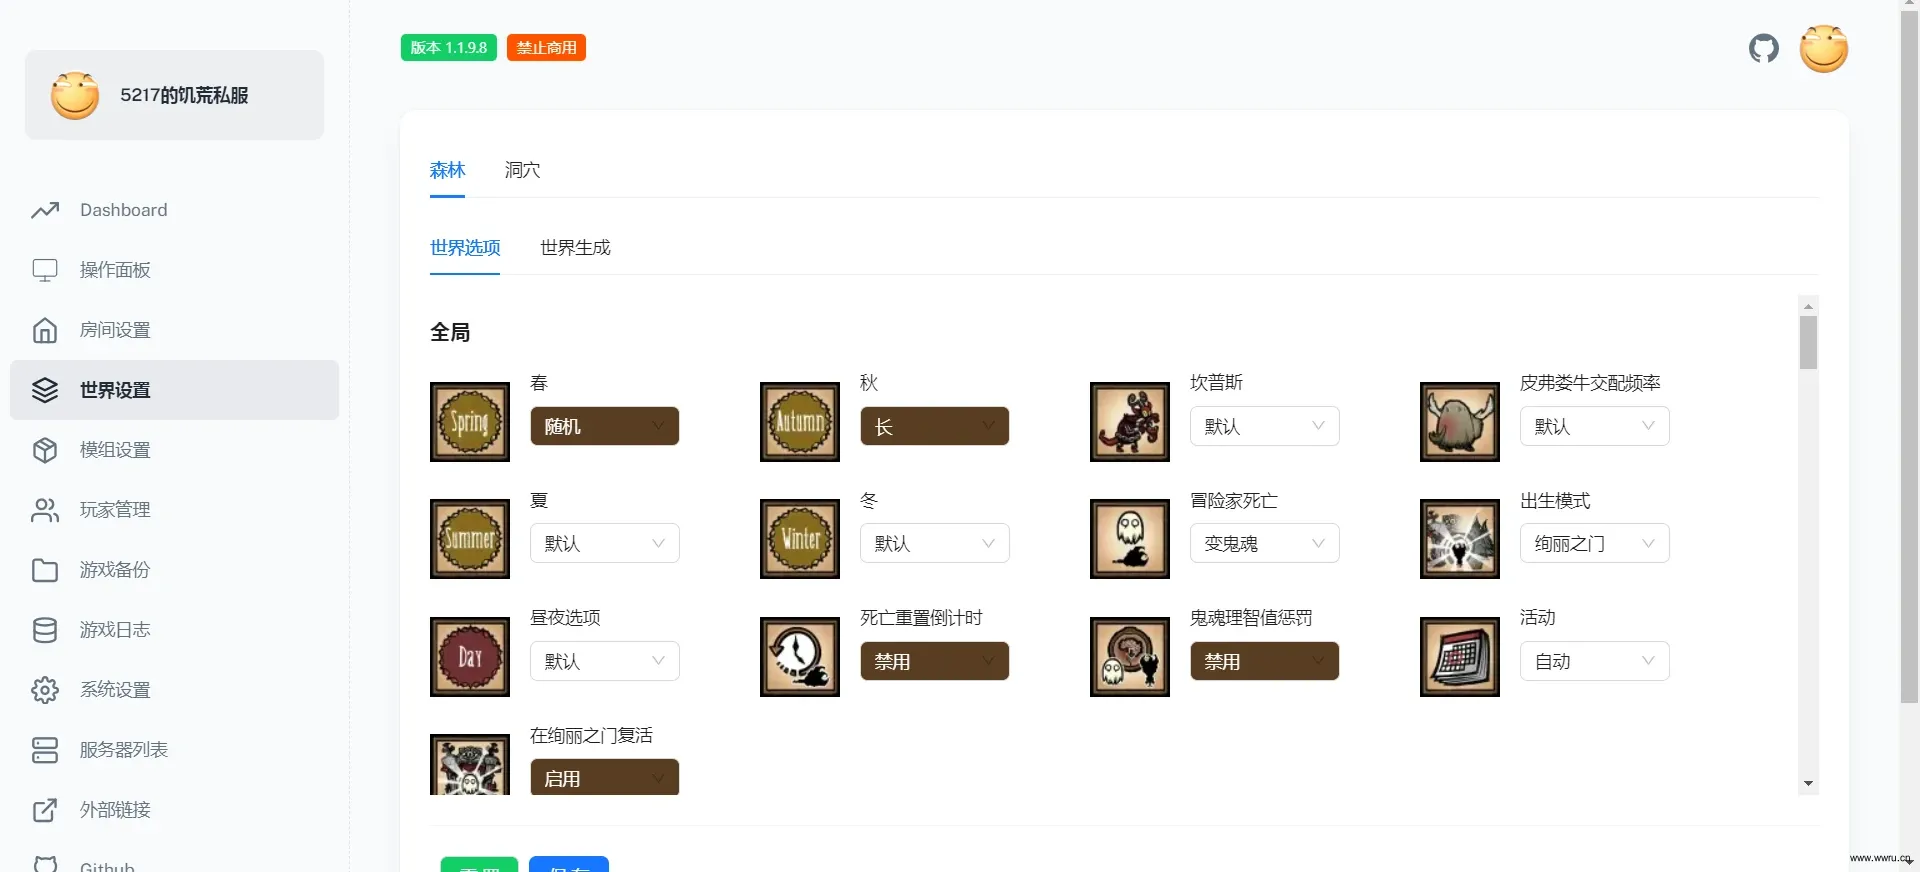 版本 1.1.9.8
禁止商用
5217的饥荒私服
Dashboard
操作面板
房间设置
世界设置
模组设置
玩家管理
游戏备份
游戏日志
系统设置
服务器列表
外部链接
Github
森林
洞穴
世界选项
世界生成
全局
春
随机
秋
长
坎普斯
默认
皮弗娄牛交配频率
默认
夏
默认
冬
默认
冒险家死亡
变鬼魂
出生模式
绚丽之门
昼夜选项
默认
死亡重置倒计时
禁用
鬼魂理智值惩罚
禁用
活动
自动
在绚丽之门复活
启用
Spring
Autumn
Summer
Winter
Day
重置
保存
www.wwru.cn